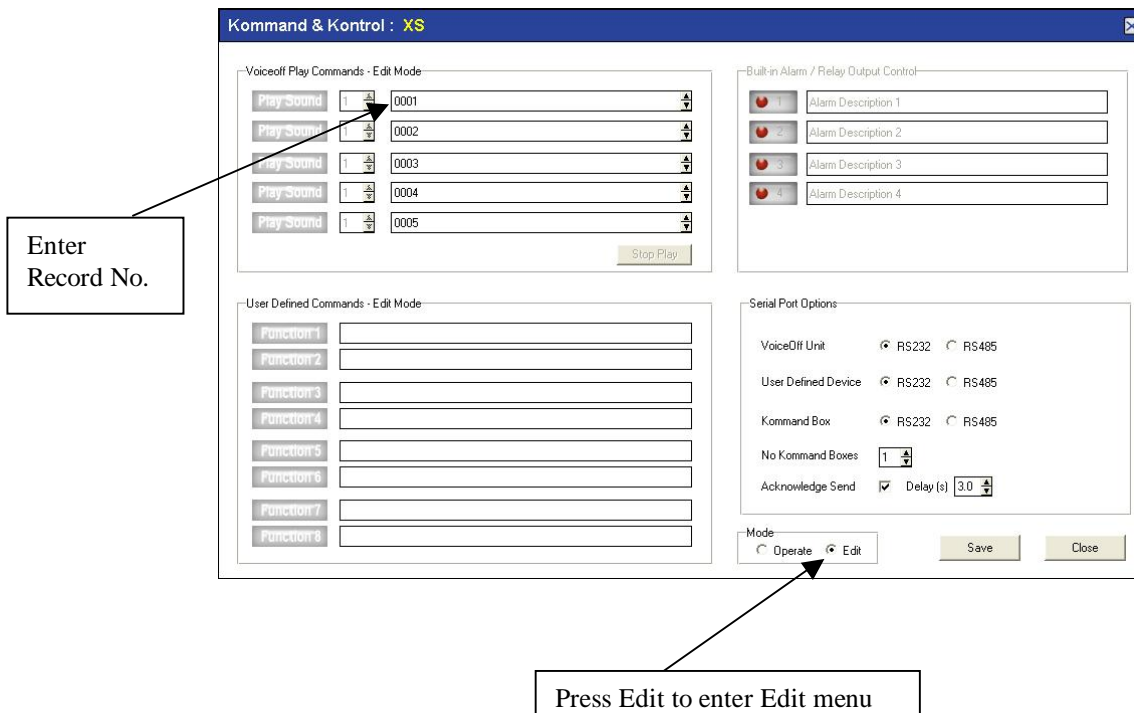 Kommand & Kontrol : XS
Voiceoff Play Commands - Edit Mode
Play Sound 1 0001
Play Sound 1 0002
Play Sound 1 0003
Play Sound 1 0004
Play Sound 1 0005
Stop Play
Built-in Alarm / Relay Output Control
1 Alarm Description 1
2 Alarm Description 2
3 Alarm Description 3
4 Alarm Description 4
Enter
Record No.
User Defined Commands - Edit Mode
Function 1
Function 2
Function 3
Function 4
Function 5
Function 6
Function 7
Function 8
Serial Port Options
VoiceOff Unit RS232 RS485
User Defined Device RS232 RS485
Kommand Box RS232 RS485
No Kommand Boxes 1
Acknowledge Send Delay (s) 3.0
Mode
Operate Edit
Save
Close
Press Edit to enter Edit menu